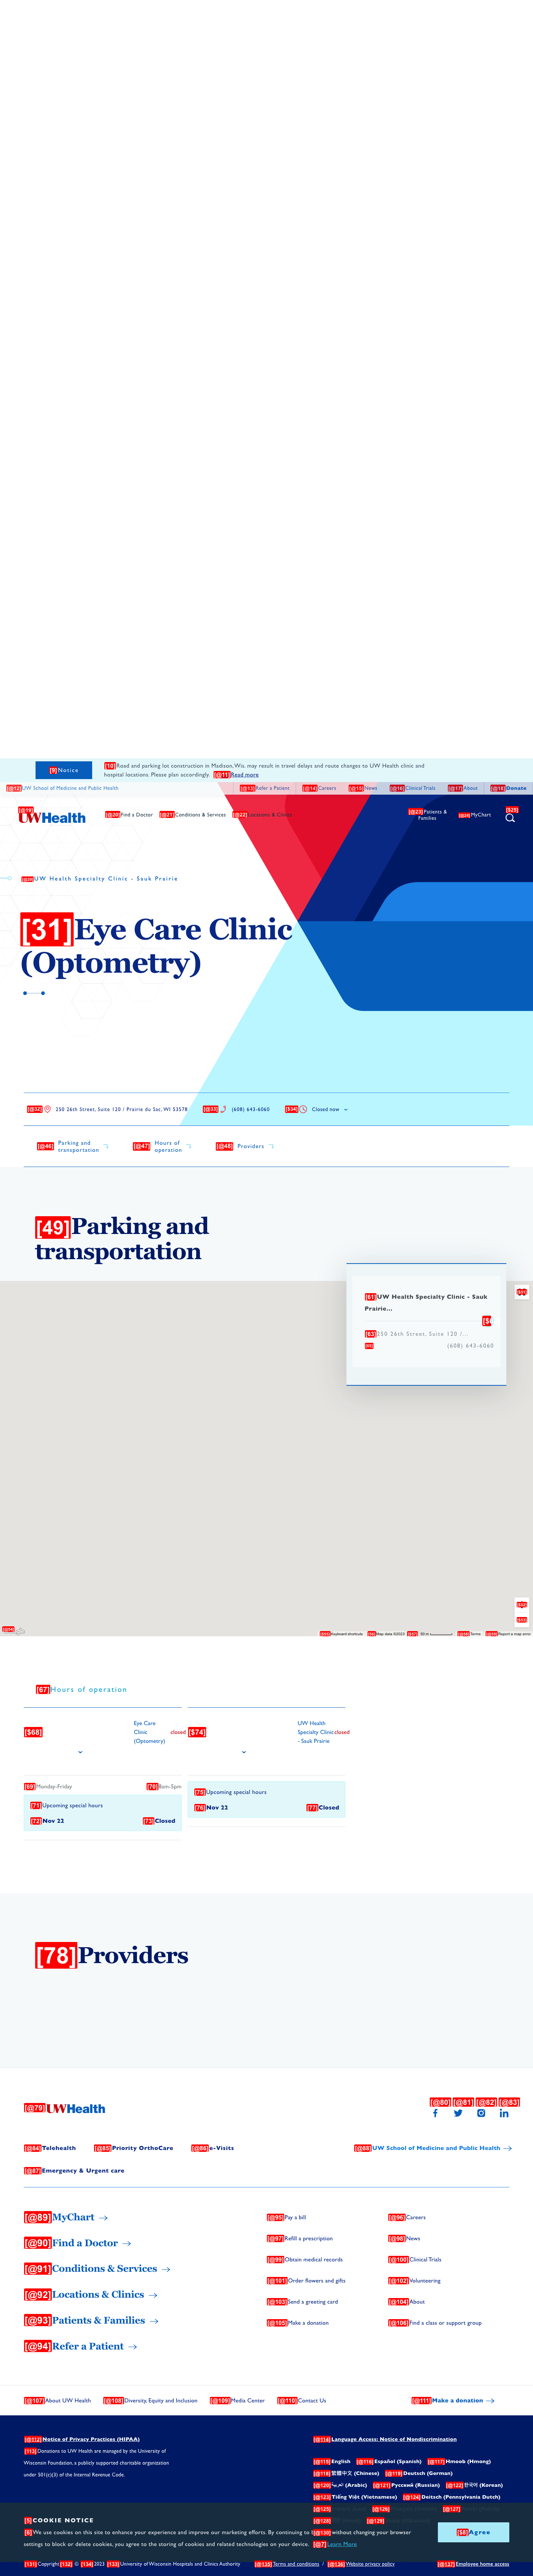 [9]Notice
[10]Road and parking lot construction in Madison, Wis. may result in travel delays and route changes to UW Health clinic and
hospital locations. Please plan accordingly. [@11]Read more
[@12]UW School of Medicine and Public Health
[@13]Refer a Patient
[@14]Careers
[@15]News
[@16]Clinical Trials
[@17]About
[@18]Donate
[@19]
UWHealth
[@20]Find a Doctor
[@21]Conditions & Services
[@22]Locations & Clinics
[@23]Patients &
Families
[@24]MyChart
[$25]
UW Health Specialty Clinic - Sauk Prairie
[31]Eye Care Clinic
(Optometry)
[@32] 250 26th Street, Suite 120 / Prairie du Sac, WI 53578
[@33] (608) 643-6060
[$34] Closed now
[@46] Parking and
transportation
[@47] Hours of
operation
[@48] Providers
[49]Parking and
transportation
[61]UW Health Specialty Clinic - Sauk
Prairie...
[63]250 26th Street, Suite 120 /...
(608) 643-6060
Keyboard shortcuts
Map data ©2023
50 m
Terms
Report a map error
[67]Hours of operation
[$68]
Eye Care
Clinic
(Optometry)
closed
[$74]
UW Health
Specialty Clinic
- Sauk Prairie
closed
[69]Monday-Friday
[70]8am-5pm
[71]Upcoming special hours
[72]Nov 22
[73]Closed
[75]Upcoming special hours
[76]Nov 22
[77]Closed
[78]Providers
[@79]UWHealth
[@80][@81][@82][@83]
[@84]Telehealth
[@85]Priority OrthoCare
[@86]e-Visits
[@88]UW School of Medicine and Public Health
[@87]Emergency & Urgent care
[@89]MyChart
[@90]Find a Doctor
[@91]Conditions & Services
[@92]Locations & Clinics
[@93]Patients & Families
[@94]Refer a Patient
[@95]Pay a bill
[@96]Careers
[@97]Refill a prescription
[@98]News
[@99]Obtain medical records
[@100]Clinical Trials
[@101]Order flowers and gifts
[@102]Volunteering
[@103]Send a greeting card
[@104]About
[@105]Make a donation
[@106]Find a class or support group
[@107]About UW Health
[@108]Diversity, Equity and Inclusion
[@109]Media Center
[@110]Contact Us
[@111]Make a donation
[@112]Notice of Privacy Practices (HIPAA)
[113]Donations to UW Health are managed by the University of
Wisconsin Foundation, a publicly supported charitable organization
under 501(c)(3) of the Internal Revenue Code.
[@114]Language Access: Notice of Nondiscrimination
[@115]English [@116]Español (Spanish) [@117]Hmoob (Hmong)
[@118]繁體中文 (Chinese) [@119]Deutsch (German)
[@120] (Arabic) [@121]Русский (Russian) [@122]한국어 (Korean)
[@123]Tiếng Việt (Vietnamese) [@124]Deitsch (Pennsylvania Dutch)
[@125] [@126] [@127]
[@128] [@129]
[@130]
[5]COOKIE NOTICE
[6]We use cookies on this site to enhance your experience and improve our marketing efforts. By continuing to without changing your browser
settings to block or delete cookies, you agree to the storing of cookies and related technologies on your device. [@7]Learn More
[$8]Agree
[131]Copyright[132] © [134]2023 [133]University of Wisconsin Hospitals and Clinics Authority
[@135]Terms and conditions / [@136]Website privacy policy
[@137]Employee home access